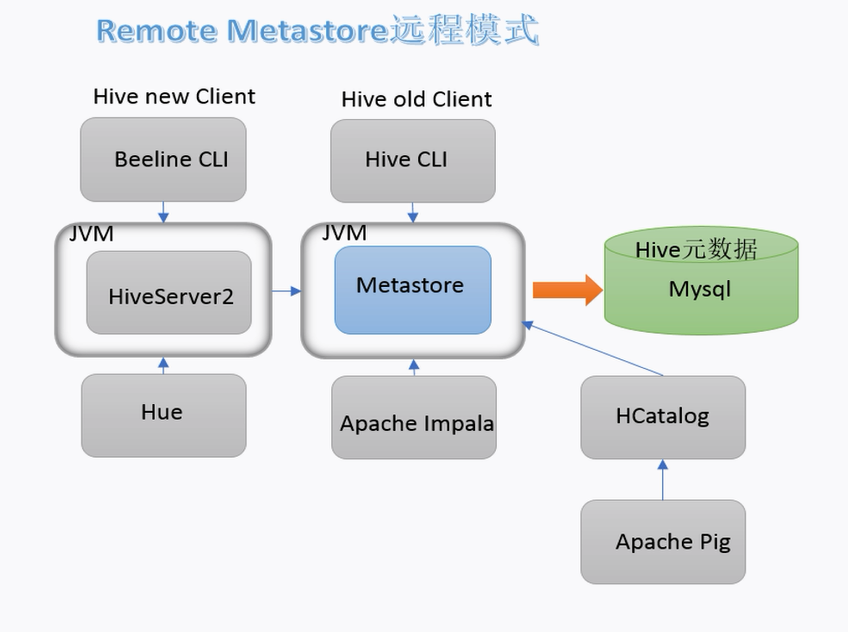 Remote Metastore远程模式
Hive new Client
Hive old Client
Beeline CLI
Hive CLI
JVM
JVM
HiveServer2
Metastore
Hive元数据
Mysql
Hue
Apache Impala
HCatalog
Apache Pig